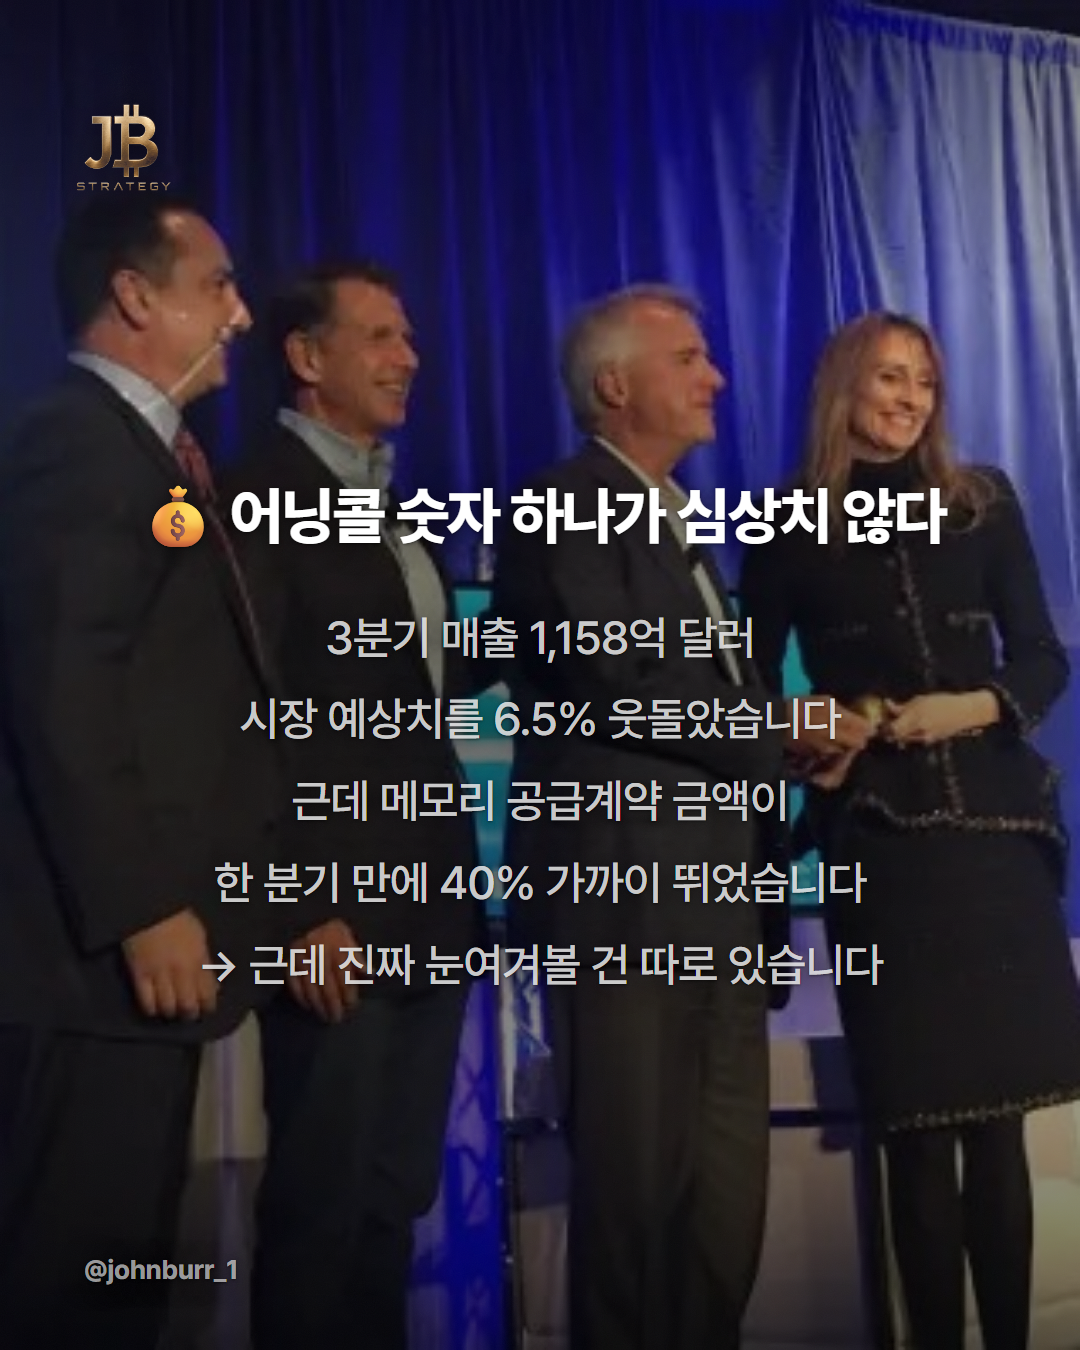 JB
STRATEGY
💰 어닝콜 숫자 하나가 심상치 않다
3분기 매출 1,158억 달러
시장 예상치를 6.5% 웃돌았습니다
근데 메모리 공급계약 금액이
한 분기 만에 40% 가까이 뛰었습니다
→ 근데 진짜 눈여겨볼 건 따로 있습니다
@johnburr_1